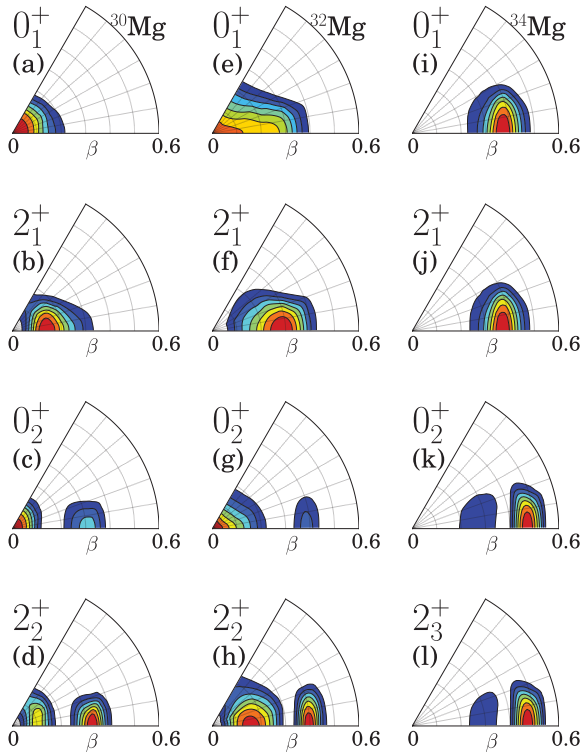 0₁⁺ ³⁰Mg 0₁⁺ ³²Mg 0₁⁺ ³⁴Mg
(a) (e) (i)
0 β 0.6 0 β 0.6 0 β 0.6
2₁⁺ 2₁⁺ 2₁⁺
(b) (f) (j)
0 β 0.6 0 β 0.6 0 β 0.6
0₂⁺ 0₂⁺ 0₂⁺
(c) (g) (k)
0 β 0.6 0 β 0.6 0 β 0.6
2₂⁺ 2₂⁺ 2₃⁺
(d) (h) (l)
0 β 0.6 0 β 0.6 0 β 0.6